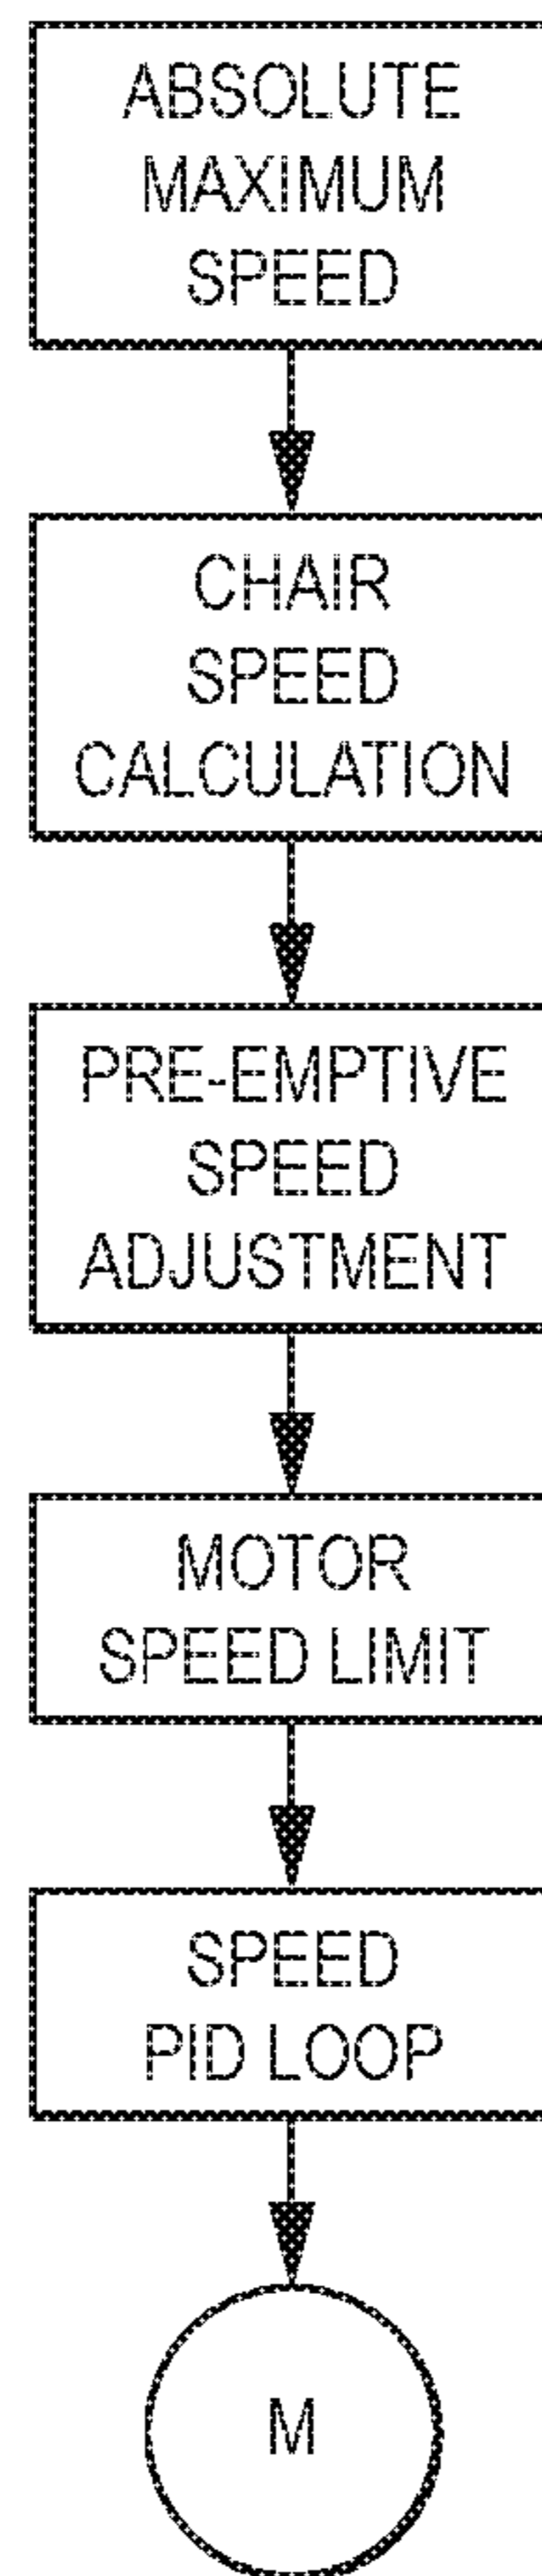 ABSOLUTE
MAXIMUM
SPEED
CHAIR
SPEED
CALCULATION
PRE-EMPTIVE
SPEED
ADJUSTMENT
MOTOR
SPEED LIMIT
SPEED
PID LOOP
M